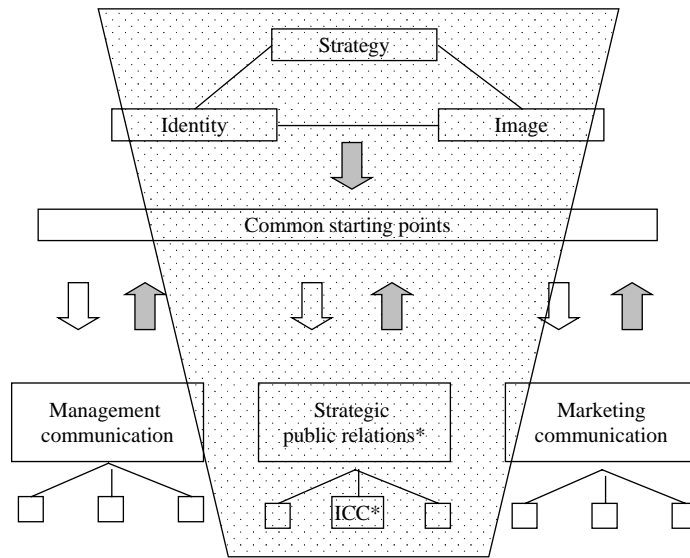 Strategy
Identity
Image
Common starting points
Management
communication
Strategic
public relations*
Marketing
communication
ICC*